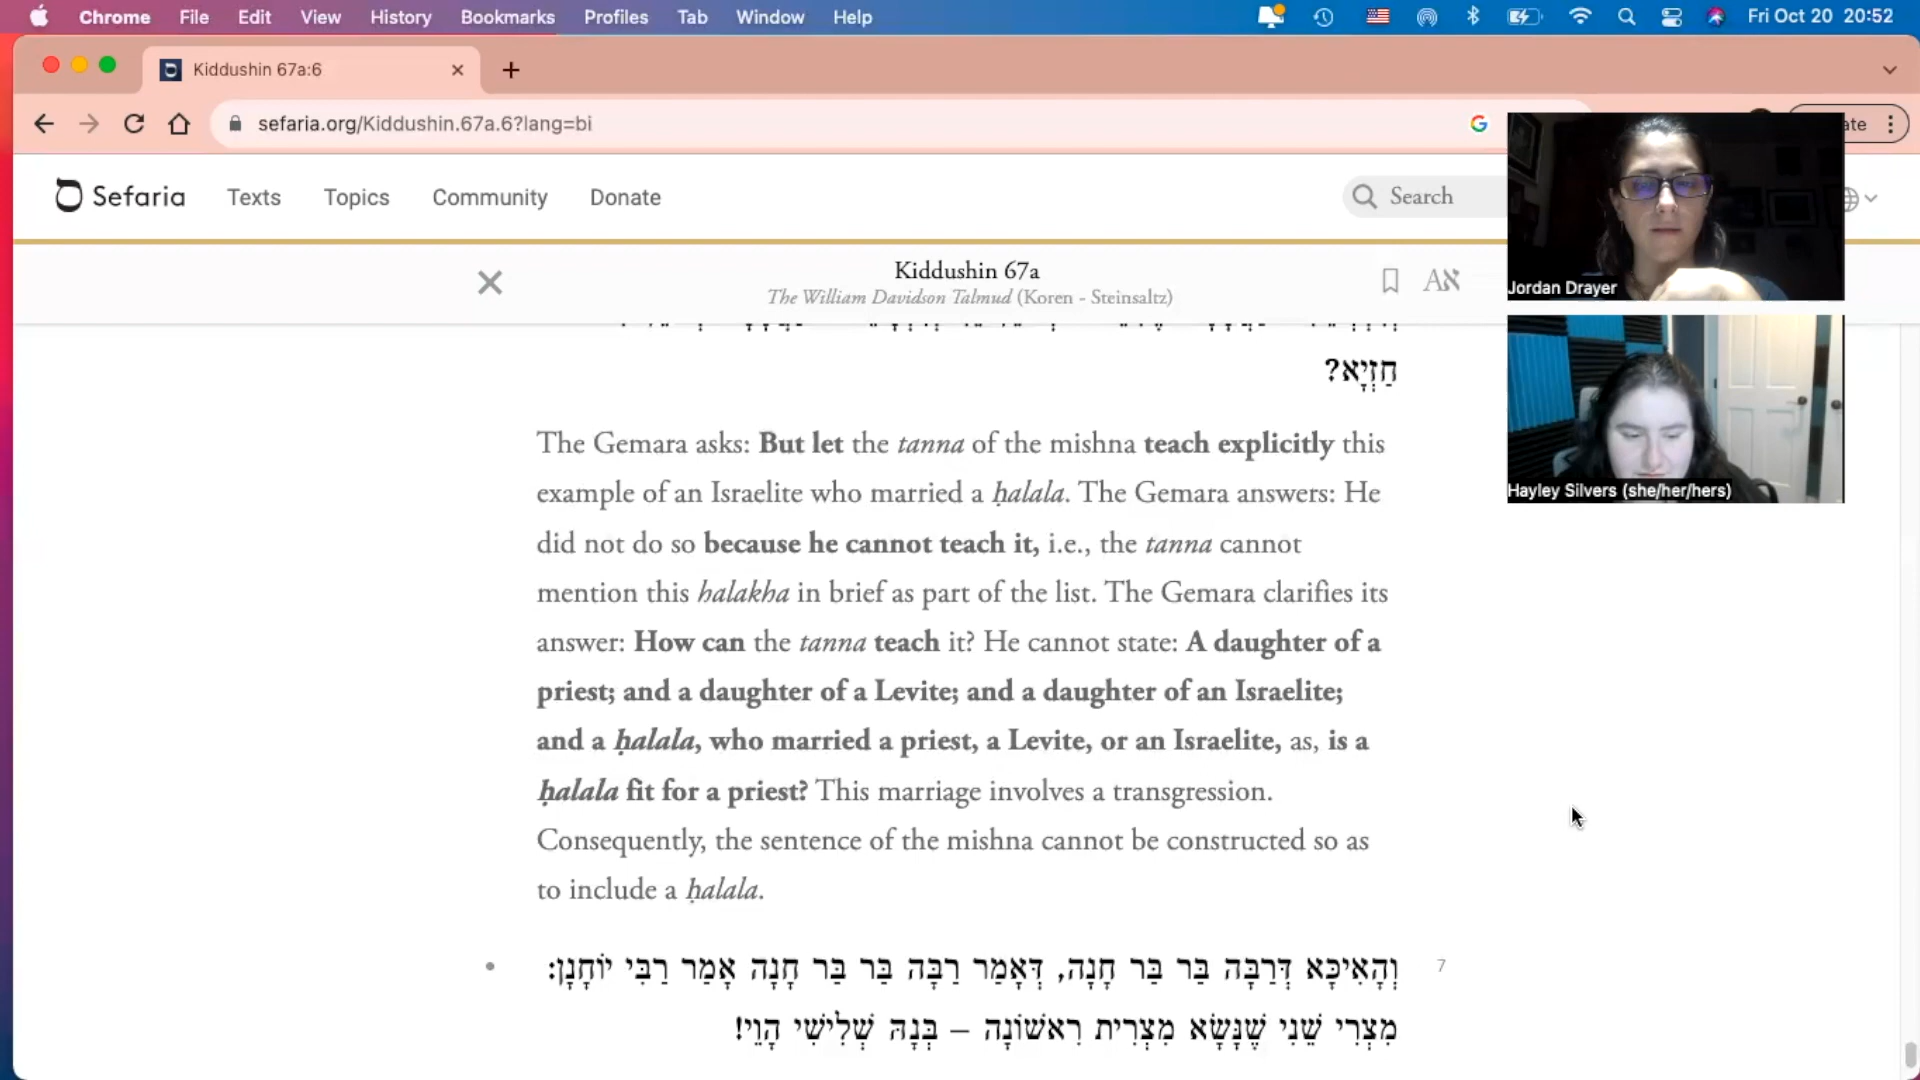 Chrome File Edit View History Bookmarks Profiles Tab Window Help Fri Oct 20 20:52
Kiddushin 67a:6
sefaria.org/Kiddushin.67a.6?lang=bi
Sefaria Texts Topics Community Donate Search
Kiddushin 67a
The William Davidson Talmud (Koren - Steinsaltz)
Jordan Drayer
Hayley Silvers (she/her/hers)
חַזְיָא?
The Gemara asks: But let the tanna of the mishna teach explicitly this
example of an Israelite who married a ḥalala. The Gemara answers: He
did not do so because he cannot teach it, i.e., the tanna cannot
mention this halakha in brief as part of the list. The Gemara clarifies its
answer: How can the tanna teach it? He cannot state: A daughter of a
priest; and a daughter of a Levite; and a daughter of an Israelite;
and a ḥalala, who married a priest, a Levite, or an Israelite, as, is a
ḥalala fit for a priest? This marriage involves a transgression.
Consequently, the sentence of the mishna cannot be constructed so as
to include a ḥalala.
וְהָאִיכָּא דְּרַבָּה בַּר בַּר חָנָה, דְּאָמַר רַבָּה בַּר בַּר חָנָה אָמַר רַבִּי יוֹחָנָן: 7
מִצְרִי שֵׁנִי שֶׁנָּשָׂא מִצְרִית רִאשׁוֹנָה – בְּנָהּ שְׁלִישִׁי הָוֵי!